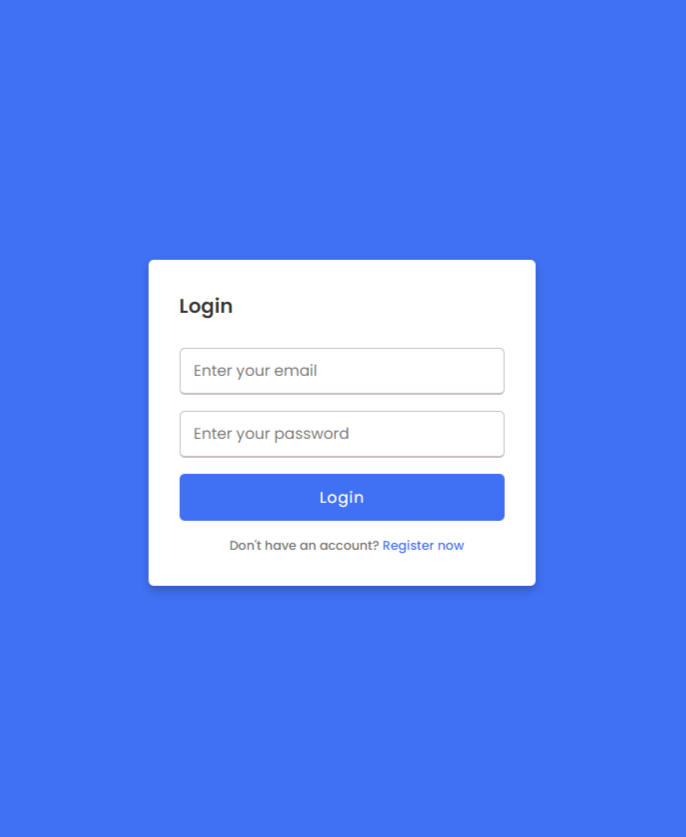 Login
Enter your email
Enter your password
Login
Don't have an account? Register now